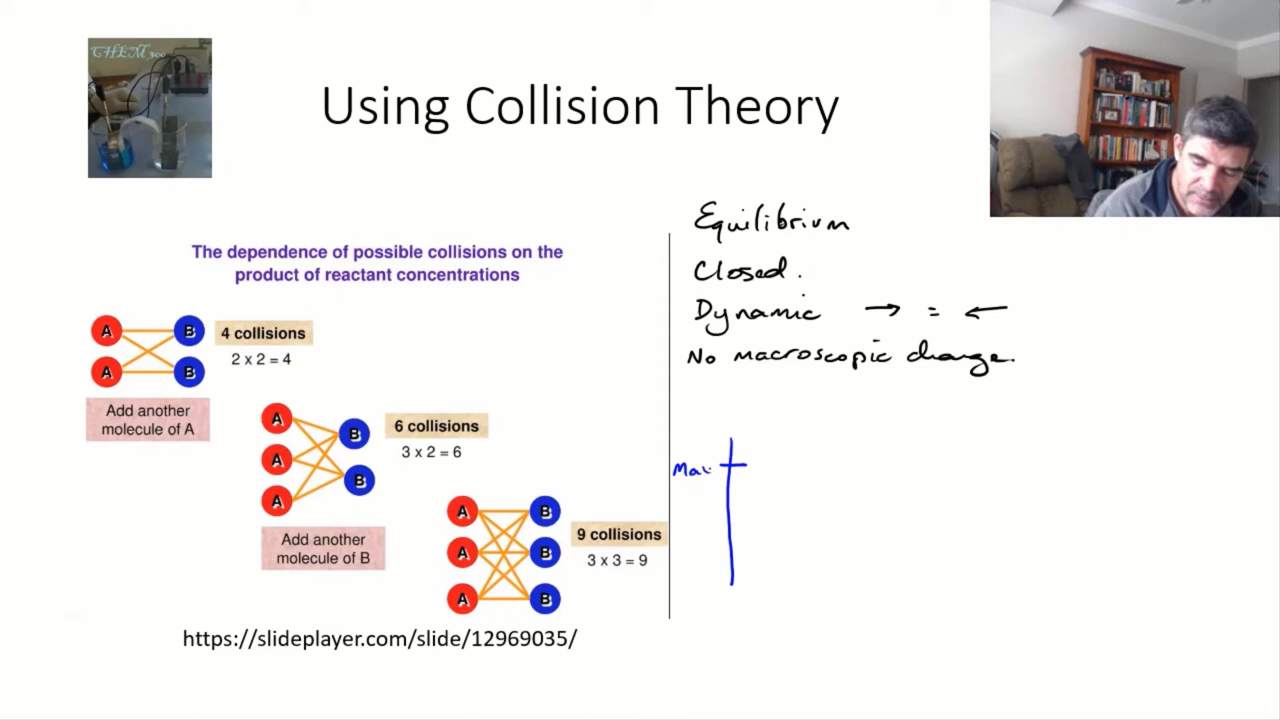 CHEM300
Using Collision Theory
The dependence of possible collisions on the
product of reactant concentrations
A B
4 collisions
2 x 2 = 4
A B
Add another
molecule of A
A
B
6 collisions
3 x 2 = 6
A
B
A
Add another
molecule of B
A B
9 collisions
3 x 3 = 9
A B
A B
https://slideplayer.com/slide/12969035/
Equilibrium
Closed.
Dynamic → = ←
No macroscopic change.
Max